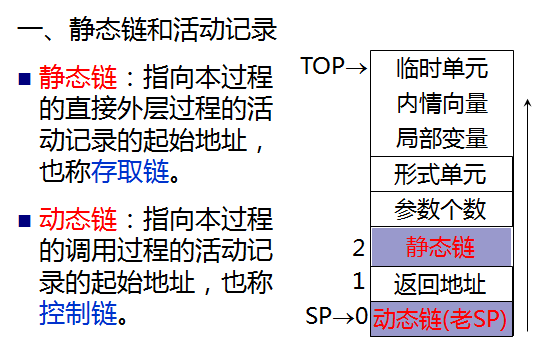 一、静态链和活动记录
■ 静态链：指向本过程
的直接外层过程的活
动记录的起始地址，
也称存取链。
■ 动态链：指向本过程
的调用过程的活动记
录的起始地址，也称
控制链。
TOP→ 临时单元
内情向量
局部变量
形式单元
参数个数
2 静态链
1 返回地址
SP→0 动态链(老SP)